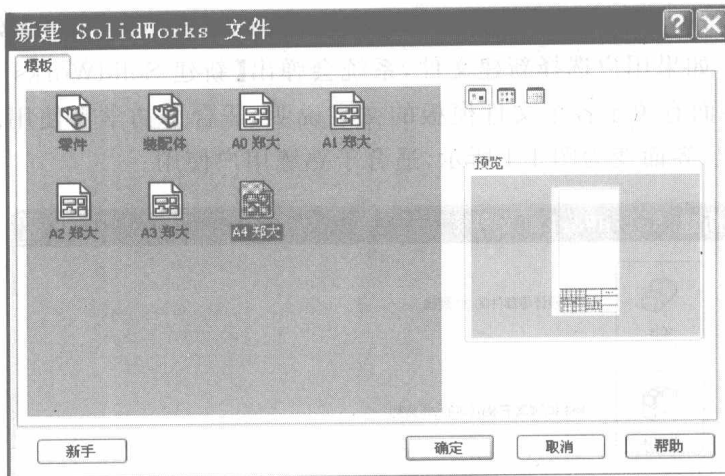 新建 SolidWorks 文件
模板
零件
装配体
A0 郑大
A1 郑大
A2 郑大
A3 郑大
A4 郑大
预览
新手
确定
取消
帮助